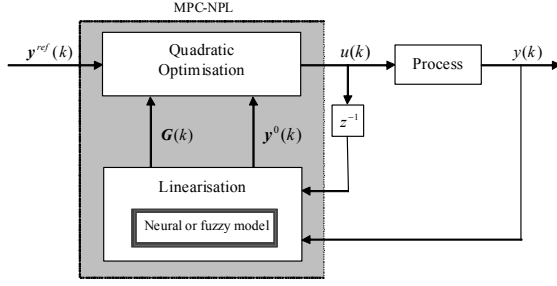 MPC-NPL
y^{ref}(k)
Quadratic
Optimisation
u(k)
Process
y(k)
z^{-1}
G(k)
y^{0}(k)
Linearisation
Neural or fuzzy model